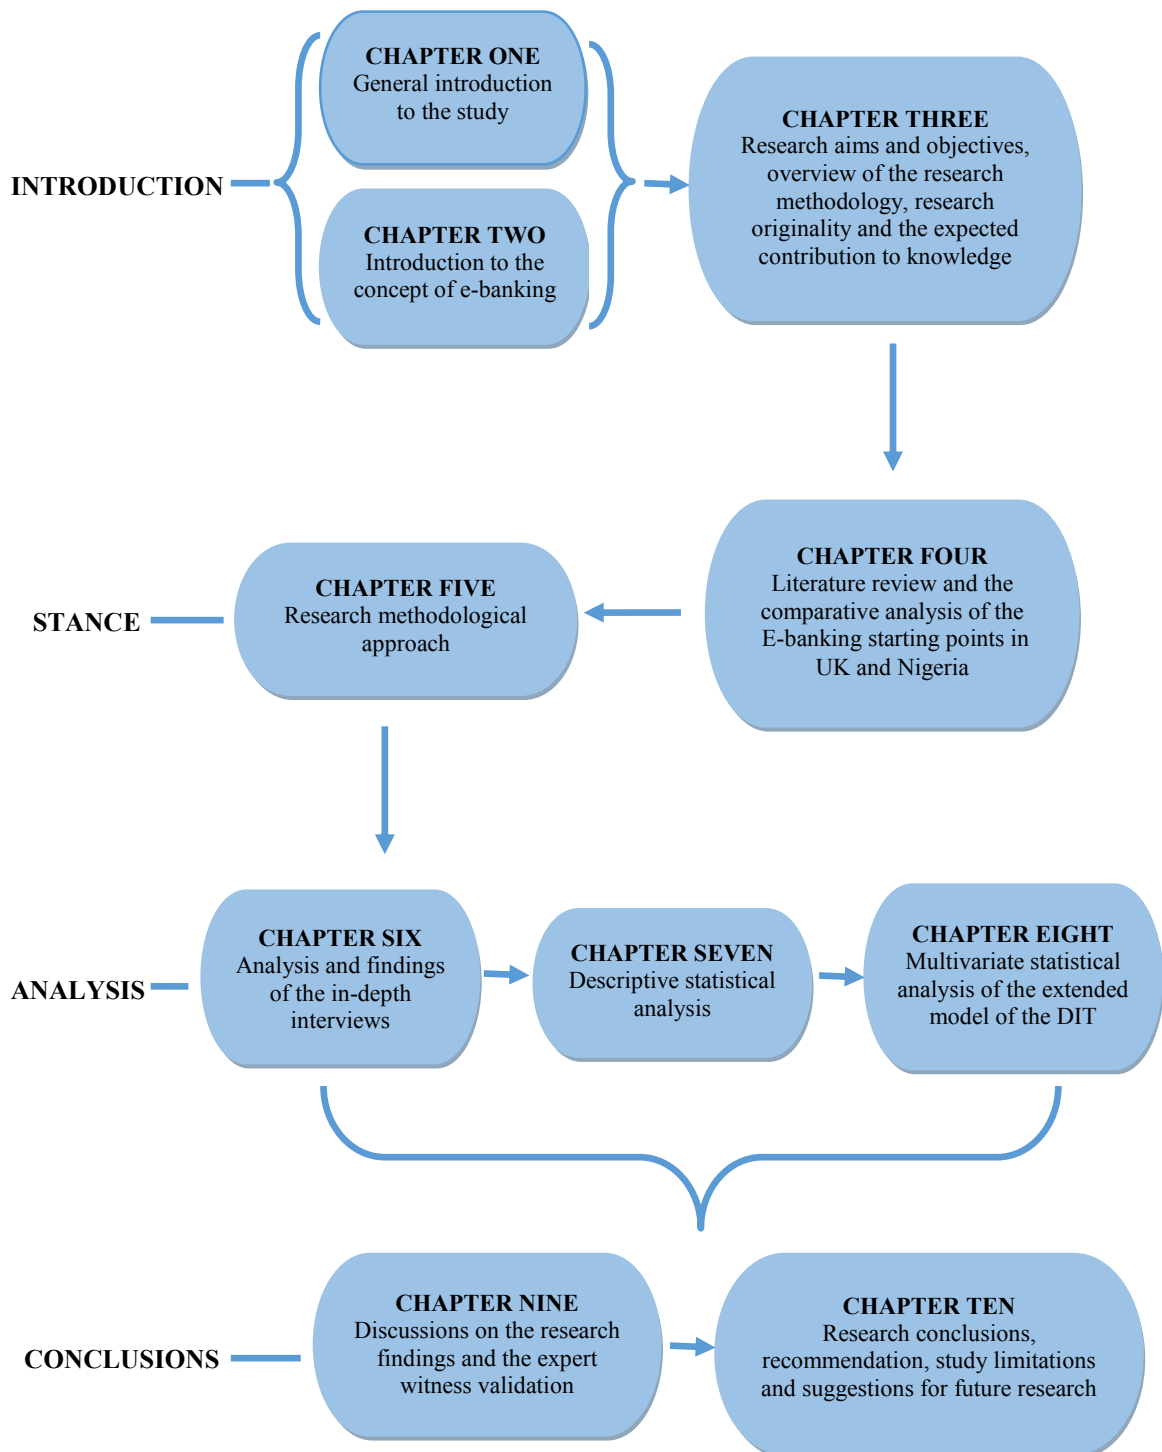 INTRODUCTION
CHAPTER ONE
General introduction
to the study
CHAPTER TWO
Introduction to the
concept of e-banking
CHAPTER THREE
Research aims and objectives,
overview of the research
methodology, research
originality and the expected
contribution to knowledge
STANCE
CHAPTER FIVE
Research methodological
approach
CHAPTER FOUR
Literature review and the
comparative analysis of the
E-banking starting points in
UK and Nigeria
ANALYSIS
CHAPTER SIX
Analysis and findings
of the in-depth
interviews
CHAPTER SEVEN
Descriptive statistical
analysis
CHAPTER EIGHT
Multivariate statistical
analysis of the extended
model of the DIT
CONCLUSIONS
CHAPTER NINE
Discussions on the research
findings and the expert
witness validation
CHAPTER TEN
Research conclusions,
recommendation, study limitations
and suggestions for future research